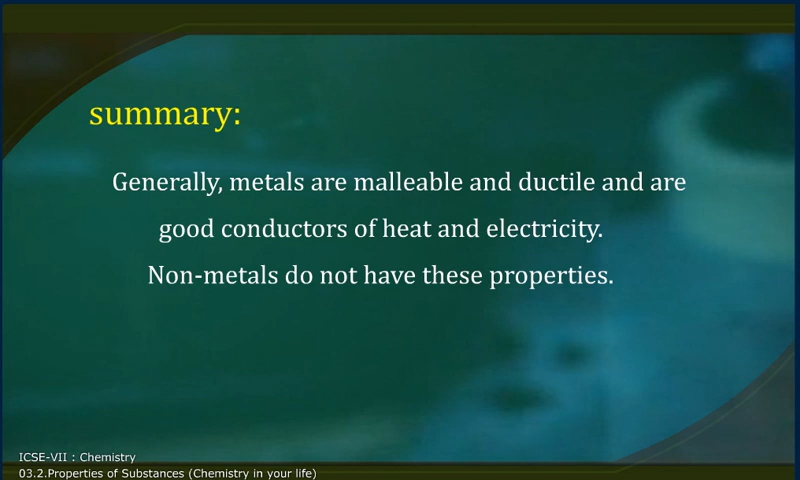 summary:
Generally, metals are malleable and ductile and are
good conductors of heat and electricity.
Non-metals do not have these properties.
ICSE-VII : Chemistry
03.2.Properties of Substances (Chemistry in your life)